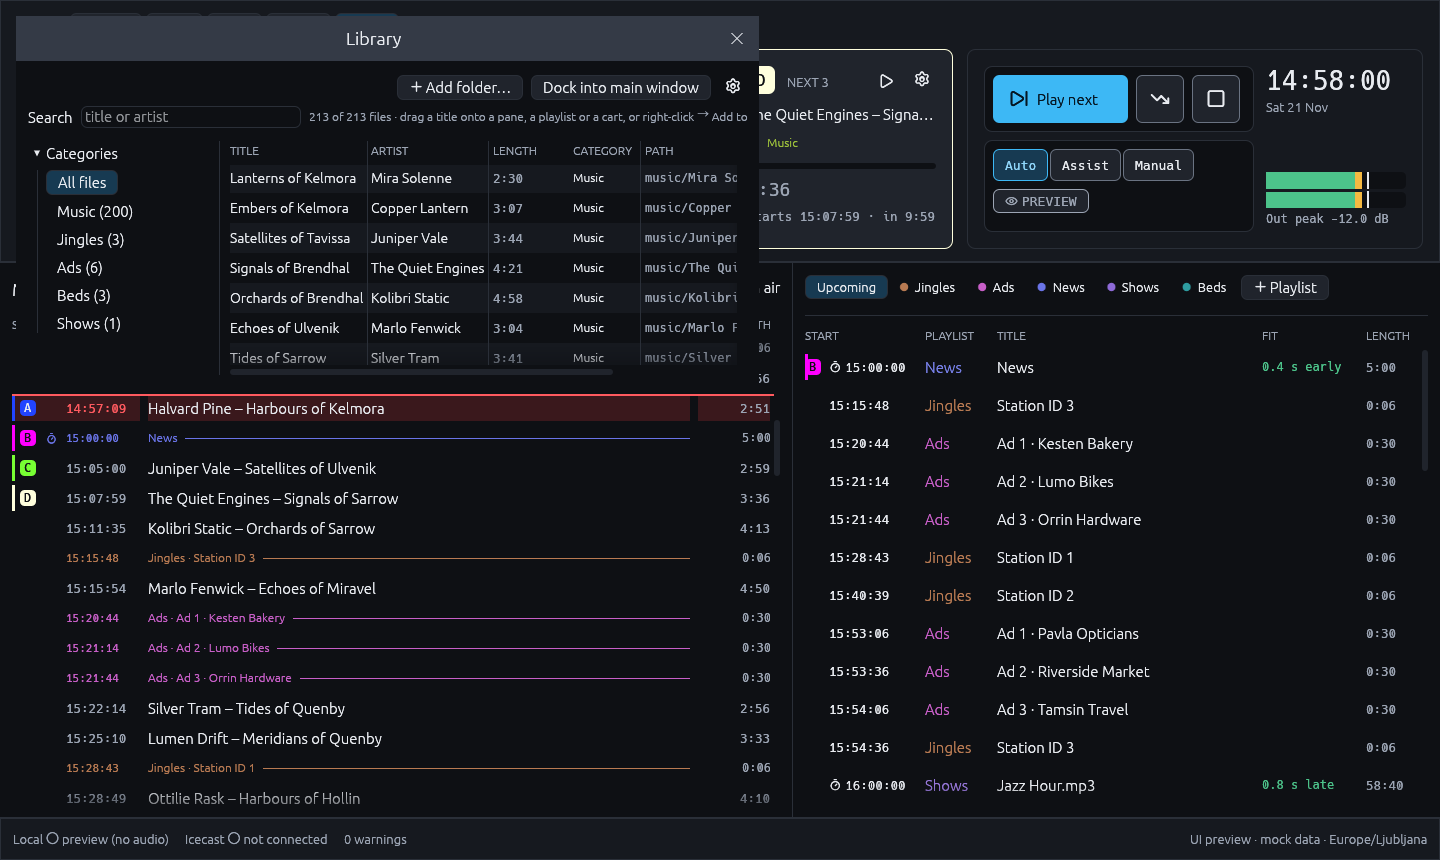 Library
+ Add folder…
Dock into main window
Search
title or artist
213 of 213 files · drag a title onto a pane, a playlist or a cart, or right-click → Add to
▾ Categories
All files
Music (200)
Jingles (3)
Ads (6)
Beds (3)
Shows (1)
TITLE ARTIST LENGTH CATEGORY PATH
Lanterns of Kelmora Mira Solenne 2:30 Music music/Mira So
Embers of Kelmora Copper Lantern 3:07 Music music/Copper
Satellites of Tavissa Juniper Vale 3:44 Music music/Juniper
Signals of Brendhal The Quiet Engines 4:21 Music music/The Qui
Orchards of Brendhal Kolibri Static 4:58 Music music/Kolibri
Echoes of Ulvenik Marlo Fenwick 3:04 Music music/Marlo F
Tides of Sarrow Silver Tram 3:41 Music music/Silver
NEXT 3
he Quiet Engines – Signa…
Music
:36
arts 15:07:59 · in 9:59
Play next
14:58:00
Sat 21 Nov
Auto Assist Manual
PREVIEW
Out peak -12.0 dB
air
TH
06
56
A 14:57:09 Halvard Pine – Harbours of Kelmora 2:51
B 15:00:00 News 5:00
C 15:05:00 Juniper Vale – Satellites of Ulvenik 2:59
D 15:07:59 The Quiet Engines – Signals of Sarrow 3:36
15:11:35 Kolibri Static – Orchards of Sarrow 4:13
15:15:48 Jingles · Station ID 3 0:06
15:15:54 Marlo Fenwick – Echoes of Miravel 4:50
15:20:44 Ads · Ad 1 · Kesten Bakery 0:30
15:21:14 Ads · Ad 2 · Lumo Bikes 0:30
15:21:44 Ads · Ad 3 · Orrin Hardware 0:30
15:22:14 Silver Tram – Tides of Quenby 2:56
15:25:10 Lumen Drift – Meridians of Quenby 3:33
15:28:43 Jingles · Station ID 1 0:06
15:28:49 Ottilie Rask – Harbours of Hollin 4:10
Upcoming Jingles Ads News Shows Beds + Playlist
START PLAYLIST TITLE FIT LENGTH
B 15:00:00 News News 0.4 s early 5:00
15:15:48 Jingles Station ID 3 0:06
15:20:44 Ads Ad 1 · Kesten Bakery 0:30
15:21:14 Ads Ad 2 · Lumo Bikes 0:30
15:21:44 Ads Ad 3 · Orrin Hardware 0:30
15:28:43 Jingles Station ID 1 0:06
15:40:39 Jingles Station ID 2 0:06
15:53:06 Ads Ad 1 · Pavla Opticians 0:30
15:53:36 Ads Ad 2 · Riverside Market 0:30
15:54:06 Ads Ad 3 · Tamsin Travel 0:30
15:54:36 Jingles Station ID 3 0:06
16:00:00 Shows Jazz Hour.mp3 0.8 s late 58:40
Local preview (no audio) Icecast not connected 0 warnings
UI preview · mock data · Europe/Ljubljana